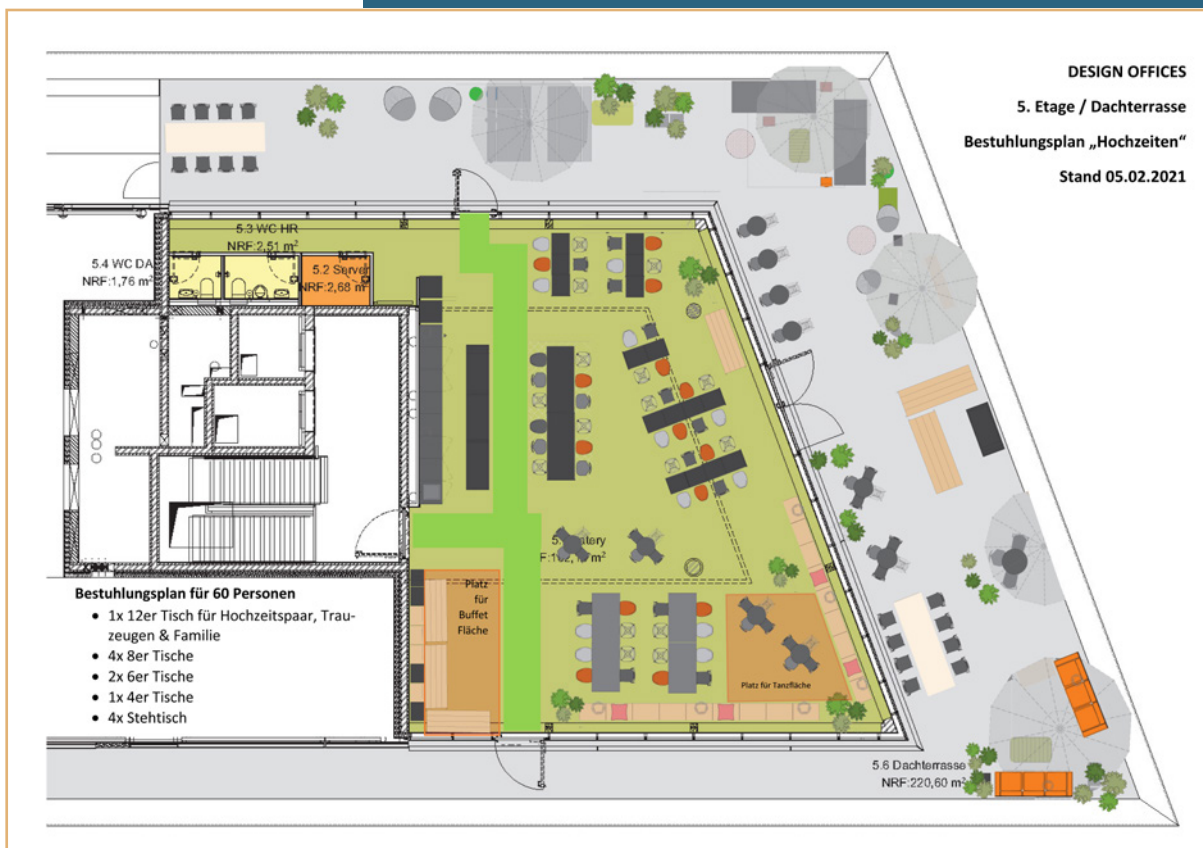 DESIGN OFFICES
5. Etage / Dachterrasse
Bestuhlungsplan „Hochzeiten“
Stand 05.02.2021
5.3 WC HR
NRF:2,51 m²
5.4 WC DA
NRF:1,76 m²
5.2 Server
NRF:2,68 m²
Platz
für
Buffet
Fläche
Bestuhlungsplan für 60 Personen
• 1x 12er Tisch für Hochzeitspaar, Trau-
zeugen & Familie
• 4x 8er Tische
• 2x 6er Tische
• 1x 4er Tische
• 4x Stehtisch
Platz für Tanzfläche
5.6 Dachterrasse
NRF:220,60 m²